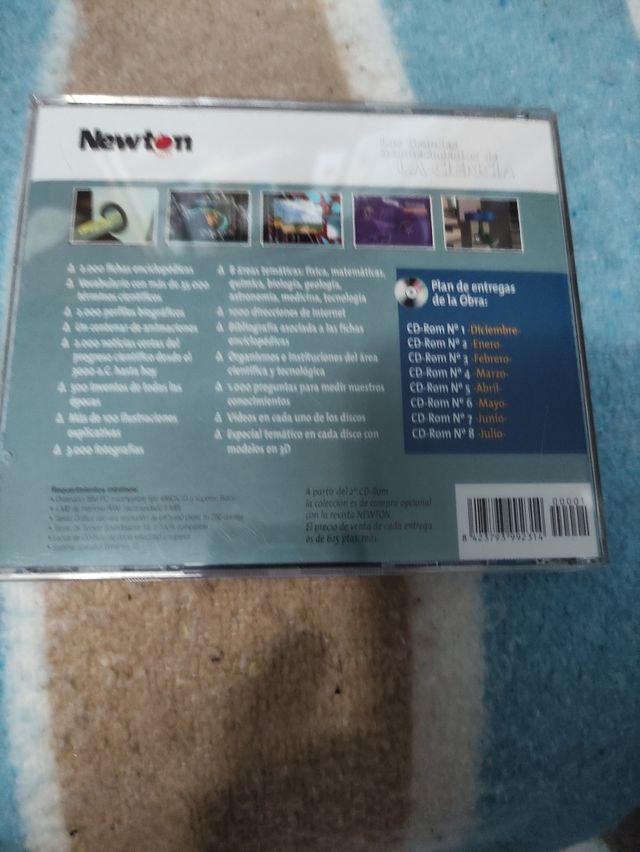 Newton
Los Grandes
Acontecimientos de
LA CIENCIA
2.000 fichas enciclopédicas
Vocabulario con más de 35.000
términos científicos
2.000 perfiles biográficos
Un centenar de animaciones
2.000 noticias cortas del
progreso científico desde el
3000 a.C. hasta hoy
500 inventos de todas las
épocas
Más de 100 ilustraciones
explicativas
3.000 fotografías
8 áreas temáticas: física, matemáticas,
química, biología, geología,
astronomía, medicina, tecnología
1000 direcciones de Internet
Bibliografía asociada a las fichas
enciclopédicas
Organismos e instituciones del área
científica y tecnológica
1.000 preguntas para medir nuestros
conocimientos
Vídeos en cada uno de los discos
Especial temático en cada disco con
modelos en 3D
Plan de entregas
de la Obra:
CD-Rom Nº 1 -Diciembre-
CD-Rom Nº 2 -Enero-
CD-Rom Nº 3 -Febrero-
CD-Rom Nº 4 -Marzo-
CD-Rom Nº 5 -Abril-
CD-Rom Nº 6 -Mayo-
CD-Rom Nº 7 -Junio-
CD-Rom Nº 8 -Julio-
Requerimientos mínimos:
A partir del 2º CD-Rom
la coleccion es de compra opcional
con la revista NEWTON.
El precio de venta de cada entrega
es de 625 ptas. más
00001
8 423793 992314